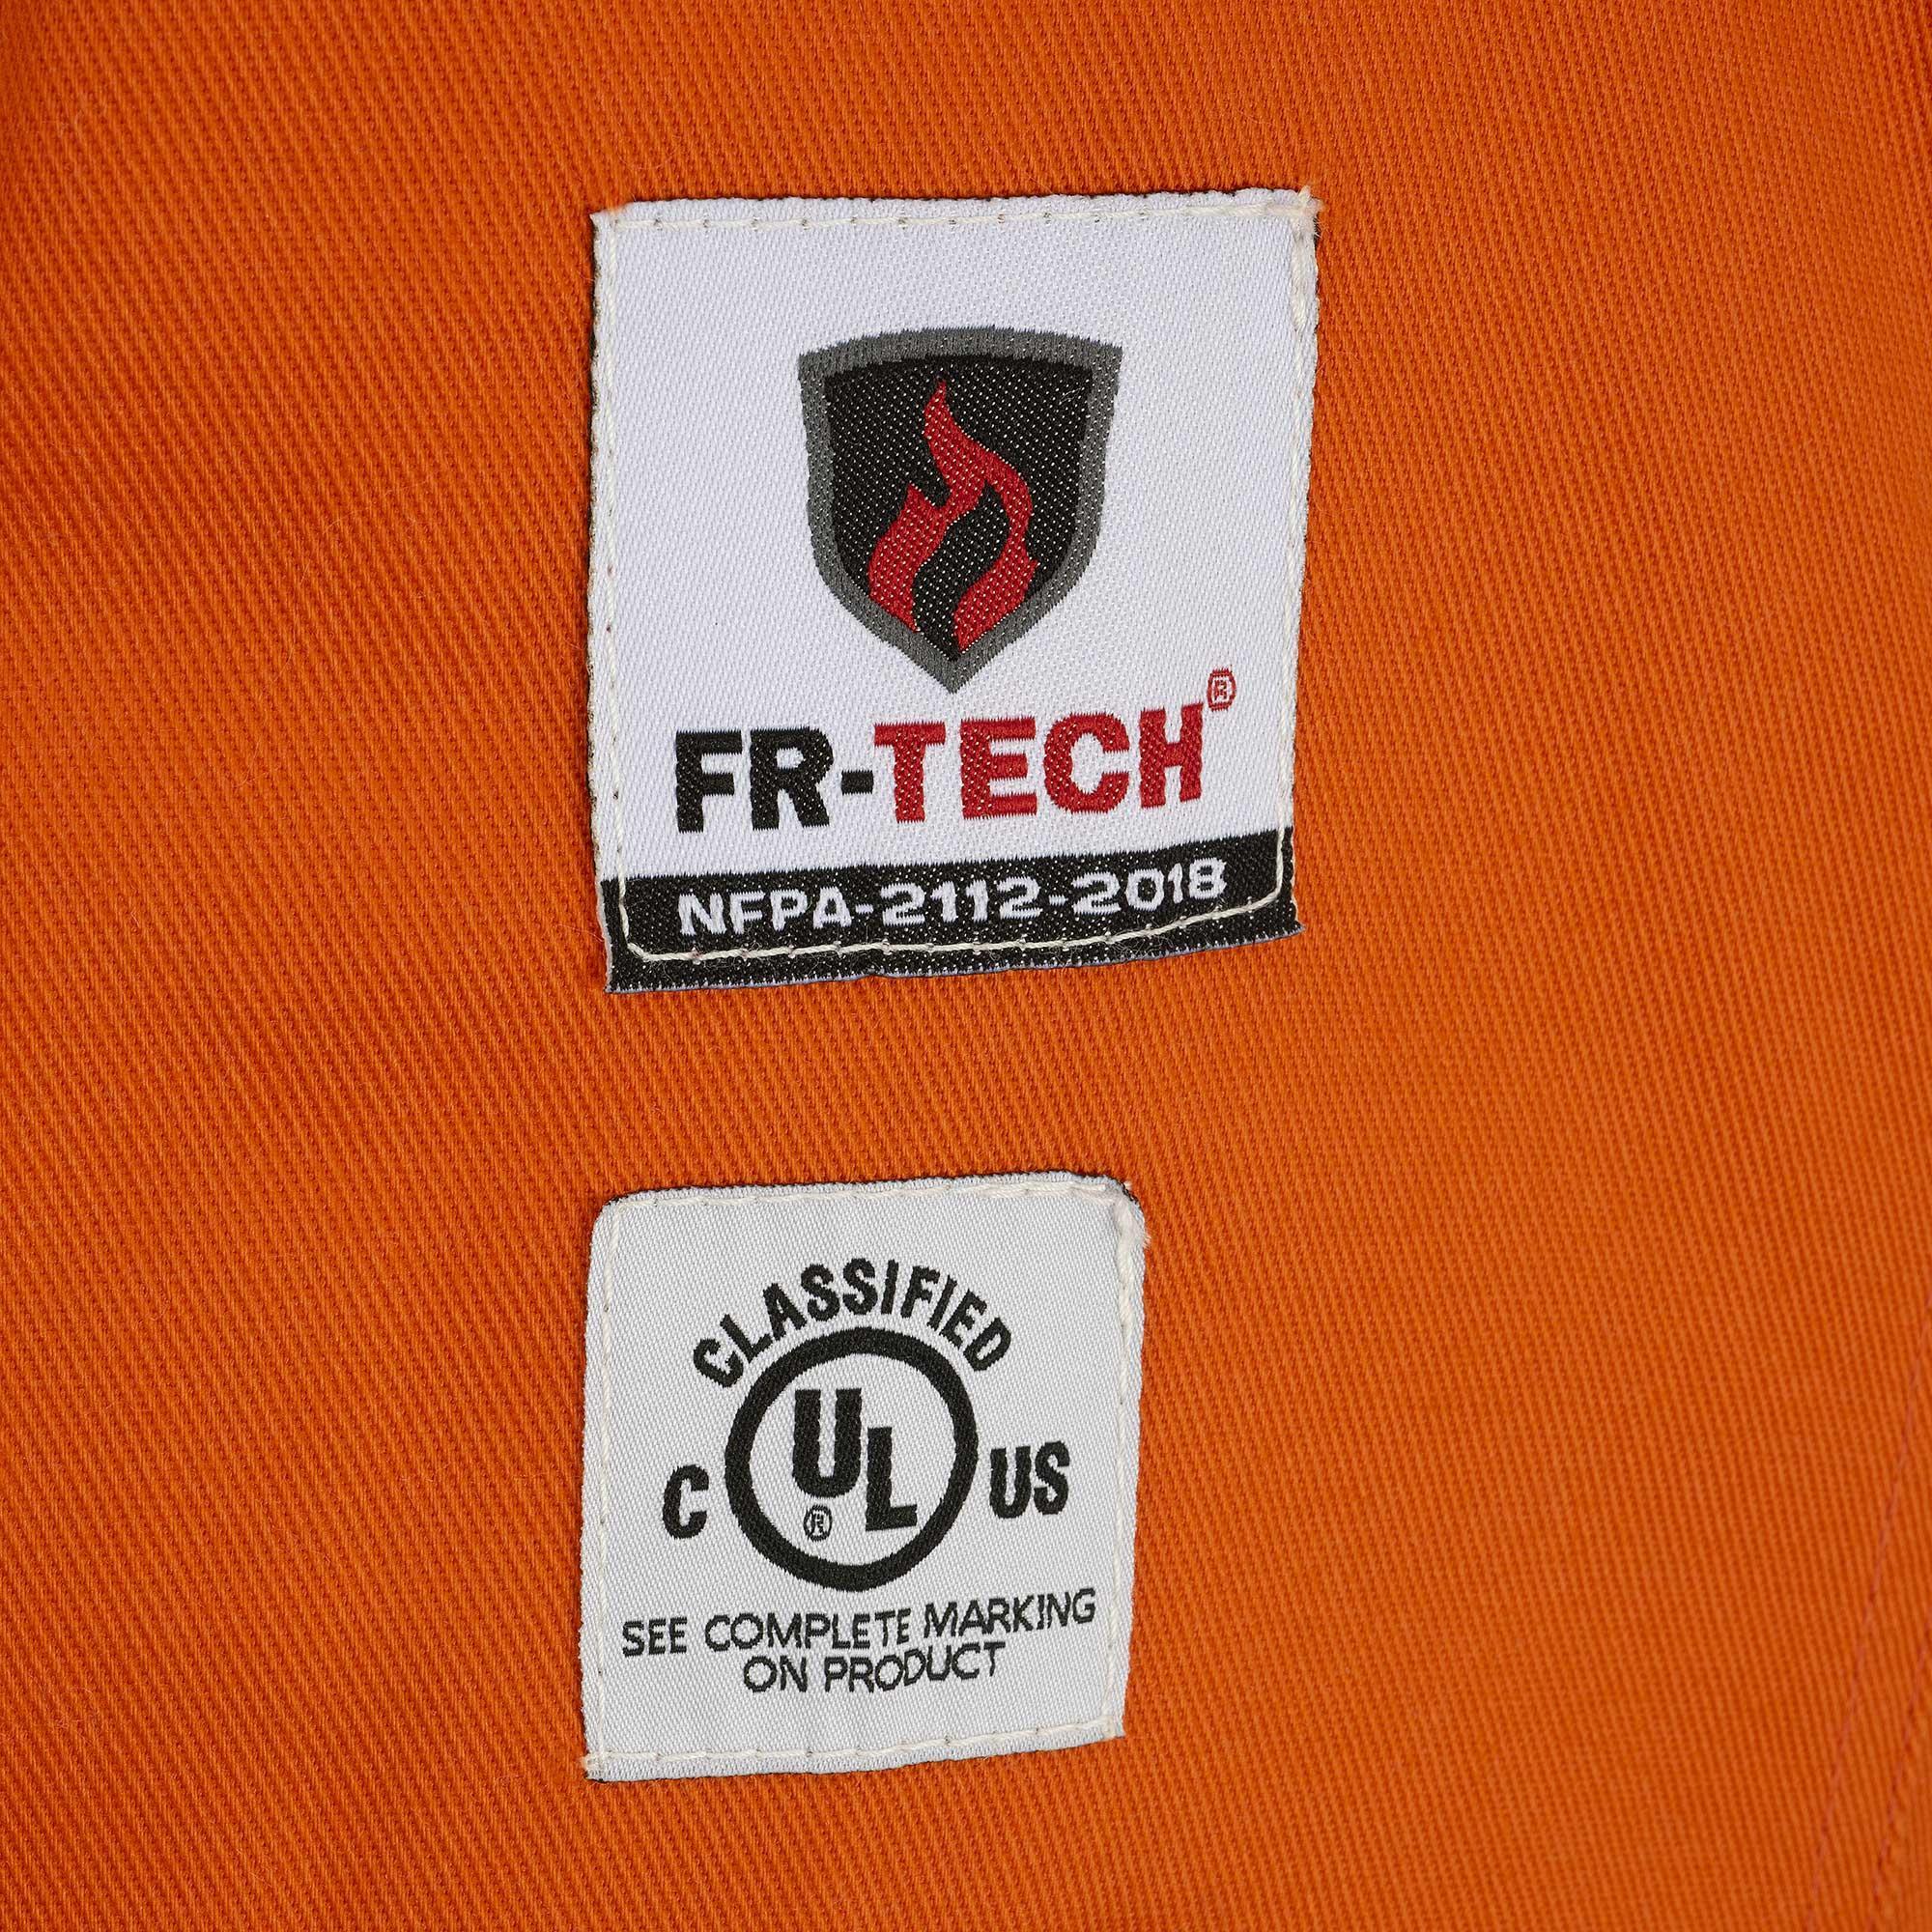 FR-TECH®
NFPA-2112-2018
CLASSIFIED
C UL® US
SEE COMPLETE MARKING
ON PRODUCT